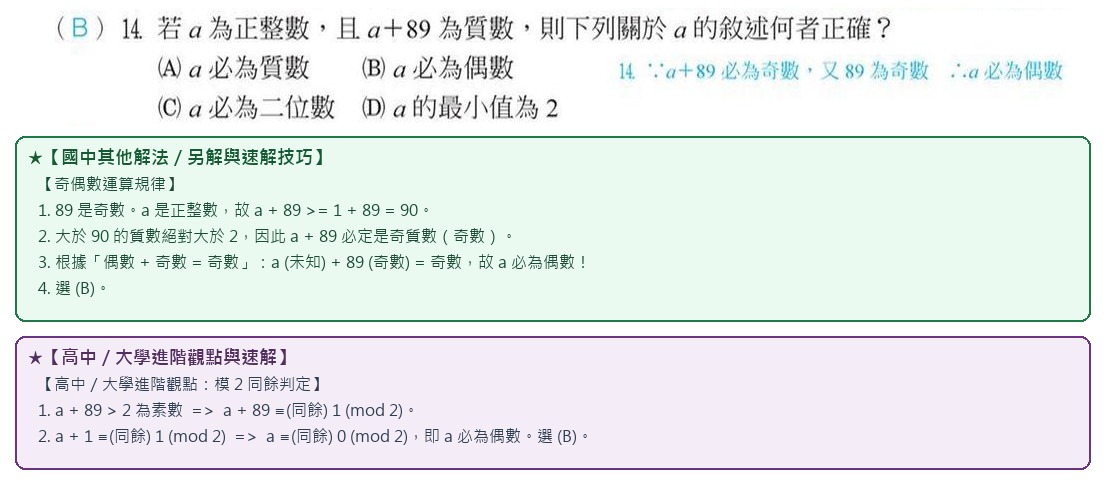 （B）14. 若 a 為正整數，且 a＋89 為質數，則下列關於 a 的敘述何者正確？
(A) a 必為質數 (B) a 必為偶數
14. ∵a＋89 必為奇數，又 89 為奇數 ∴a 必為偶數
(C) a 必為二位數 (D) a 的最小值為 2
★【國中其他解法 / 另解與速解技巧】
【奇偶數運算規律】
1. 89 是奇數。a 是正整數，故 a + 89 >= 1 + 89 = 90。
2. 大於 90 的質數絕對大於 2，因此 a + 89 必定是奇質數 ( 奇數 ) 。
3. 根據「偶數 + 奇數 = 奇數」：a (未知) + 89 (奇數) = 奇數，故 a 必為偶數！
4. 選 (B)。
★【高中 / 大學進階觀點與速解】
【高中 / 大學進階觀點：模 2 同餘判定】
1. a + 89 > 2 為素數 => a + 89 ≡(同餘) 1 (mod 2)。
2. a + 1 ≡(同餘) 1 (mod 2) => a ≡(同餘) 0 (mod 2)，即 a 必為偶數。選 (B)。